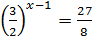 (3/2)^(x−1) = 27/8